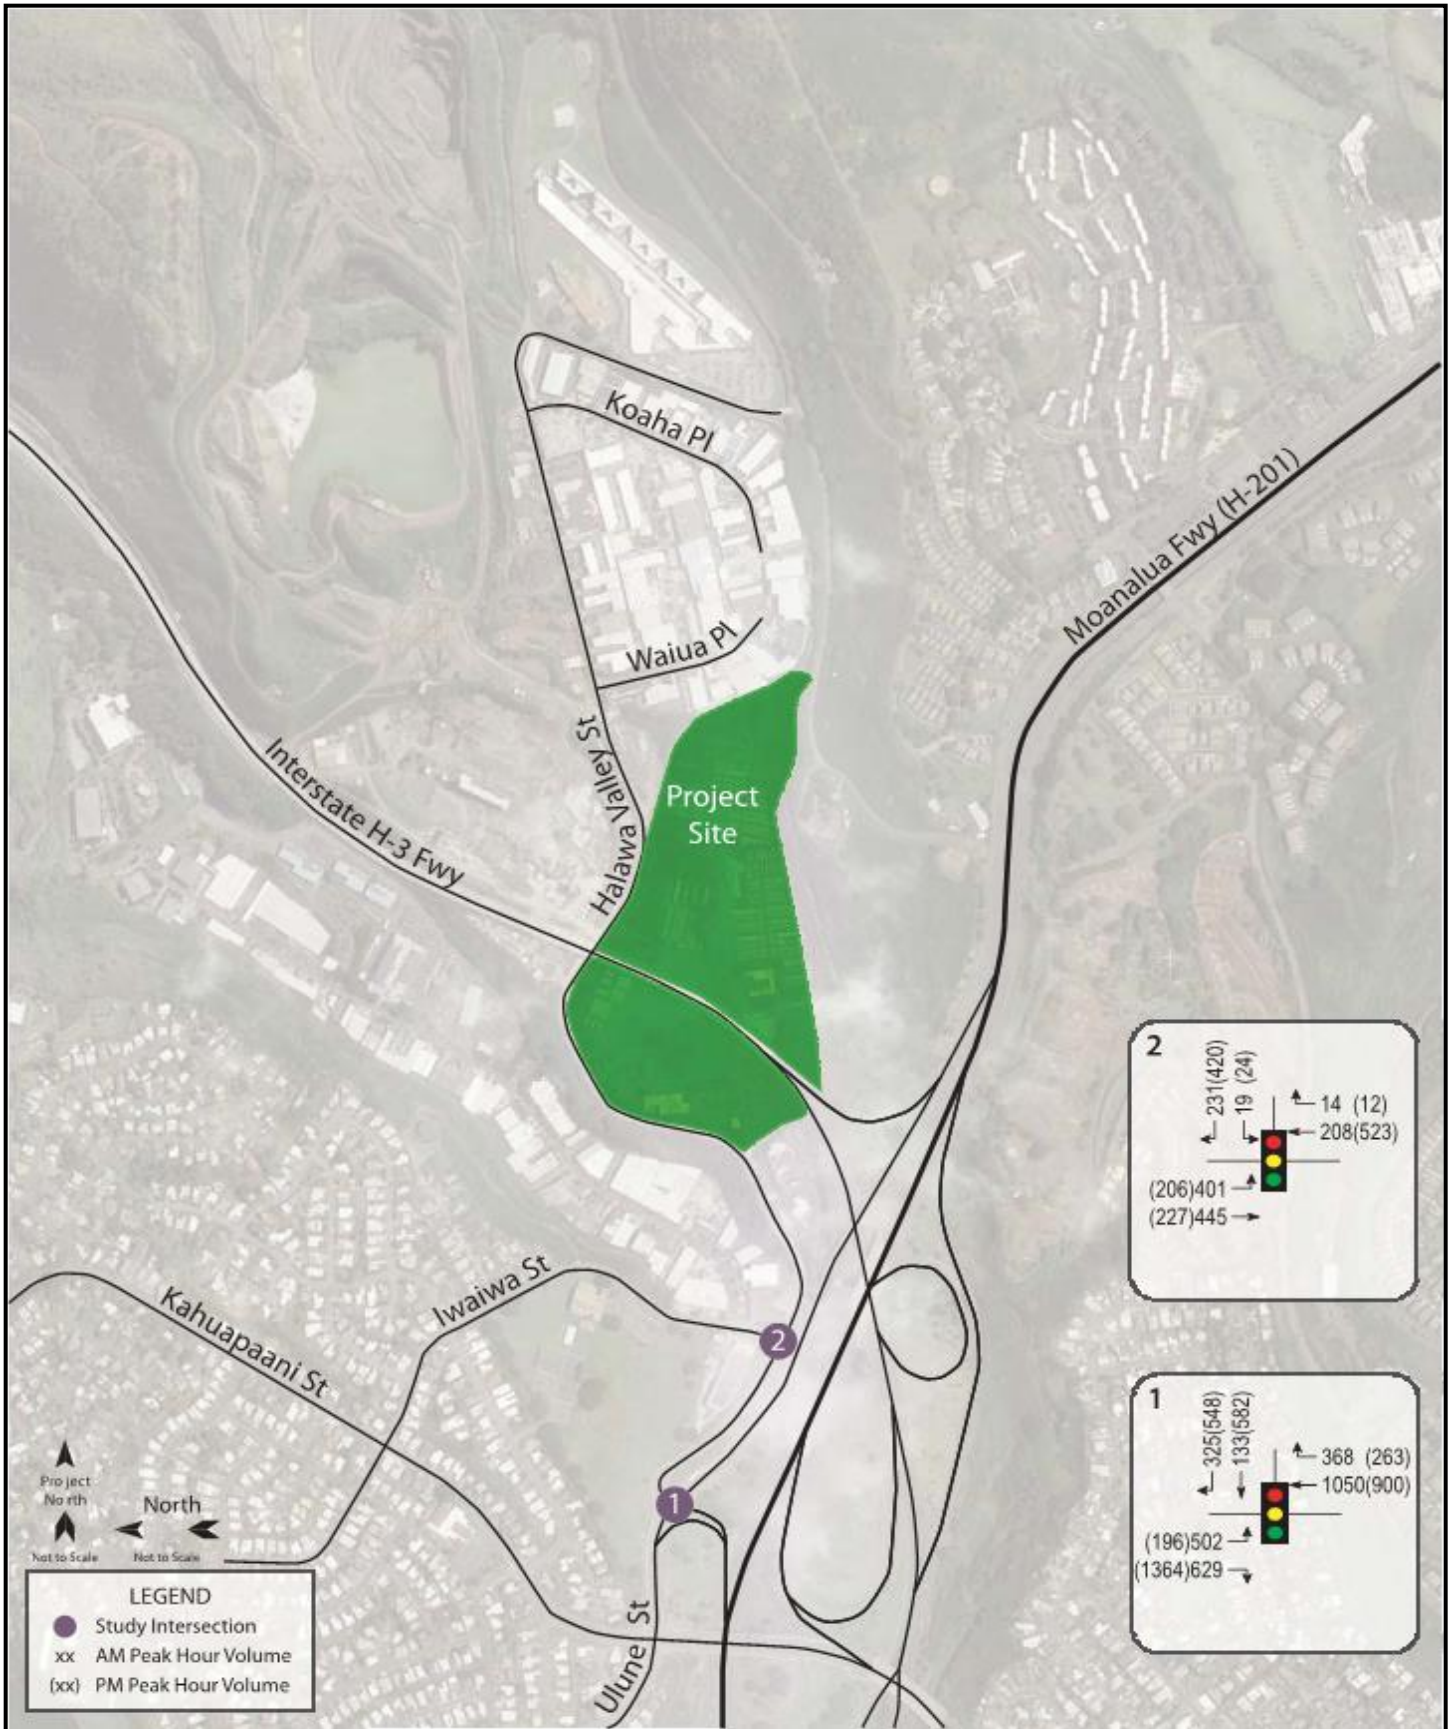 Koaha Pl
Moanalua Fwy (H-201)
Waiua Pl
Halawa Valley St
Interstate H-3 Fwy
Project
Site
2
231(420)
19 (24)
14 (12)
208(523)
(206)401
(227)445
Iwaiwa St
Kahuapaani St
2
1
325(548)
133(582)
368 (263)
1050(900)
(196)502
(1364)629
1
Project
North
North
Not to Scale
Not to Scale
LEGEND
Study Intersection
xx AM Peak Hour Volume
(xx) PM Peak Hour Volume
Ulune St